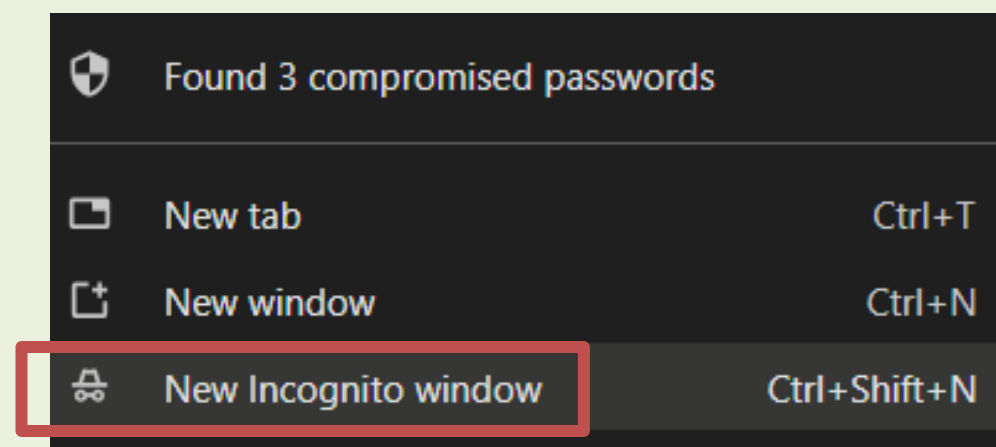 Found 3 compromised passwords
New tab Ctrl+T
New window Ctrl+N
New Incognito window Ctrl+Shift+N